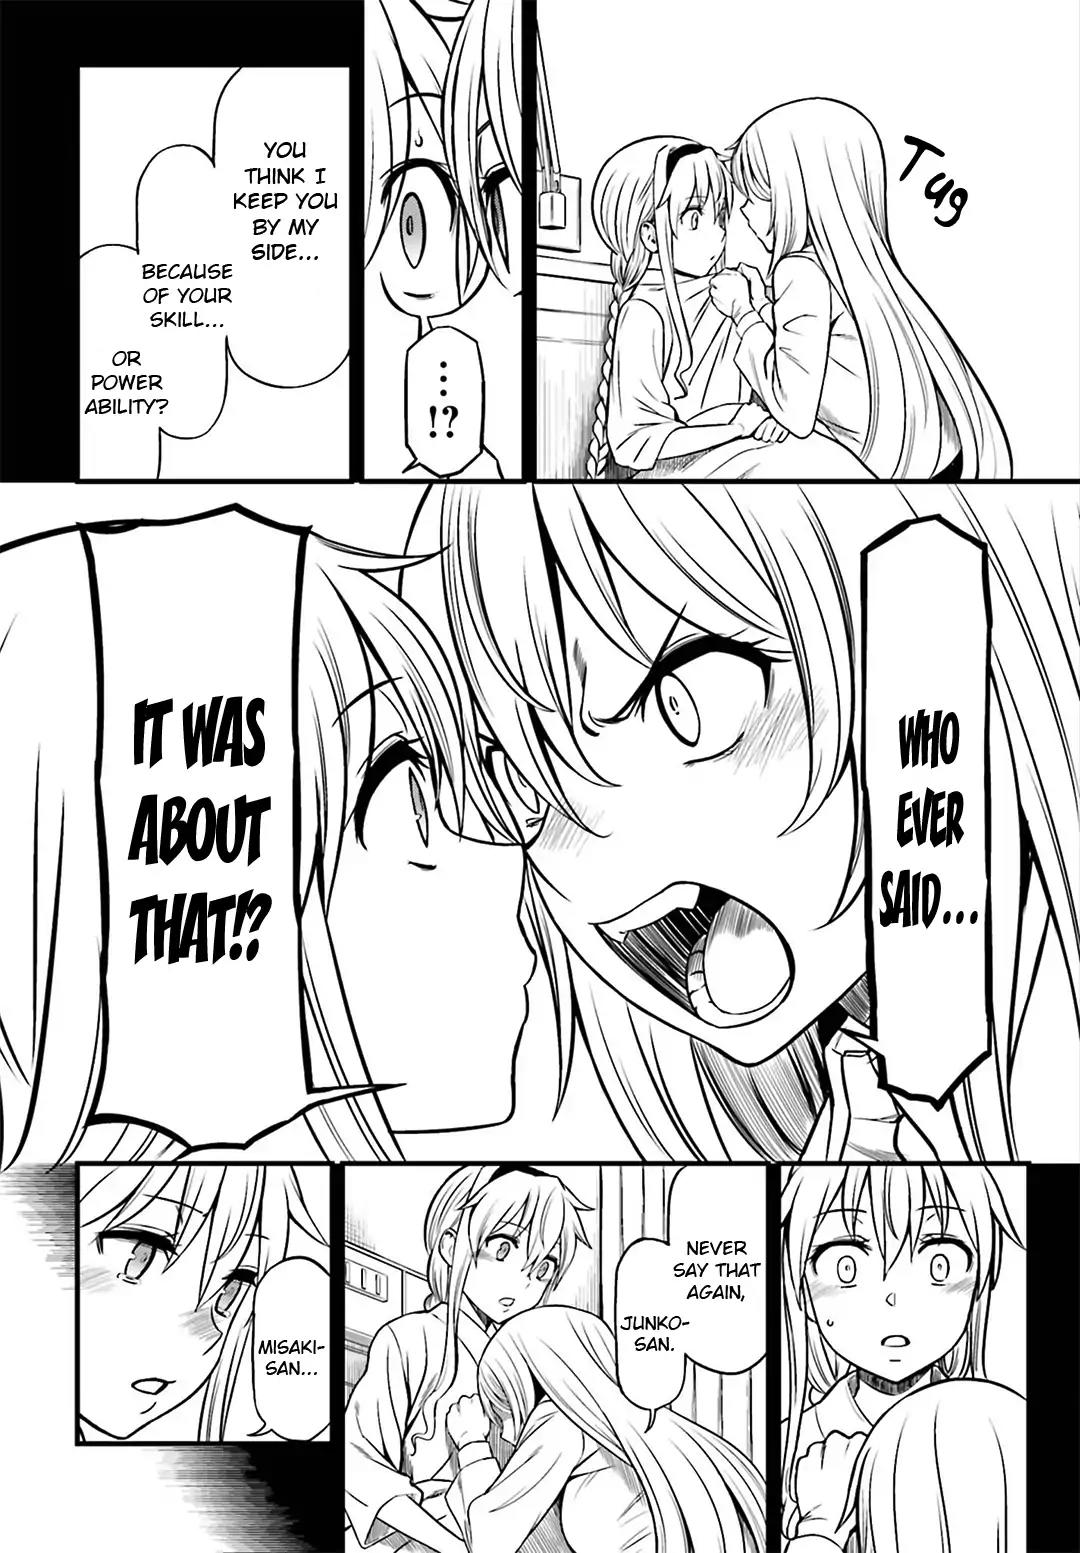 Tug
...
!?
YOU
THINK I
KEEP YOU
BY MY
SIDE...
BECAUSE
OF YOUR
SKILL...
OR
POWER
ABILITY?
WHO
EVER
SAID...
IT WAS
ABOUT
THAT!?
NEVER
SAY THAT
AGAIN,
JUNKO-
SAN.
MISAKI-
SAN...